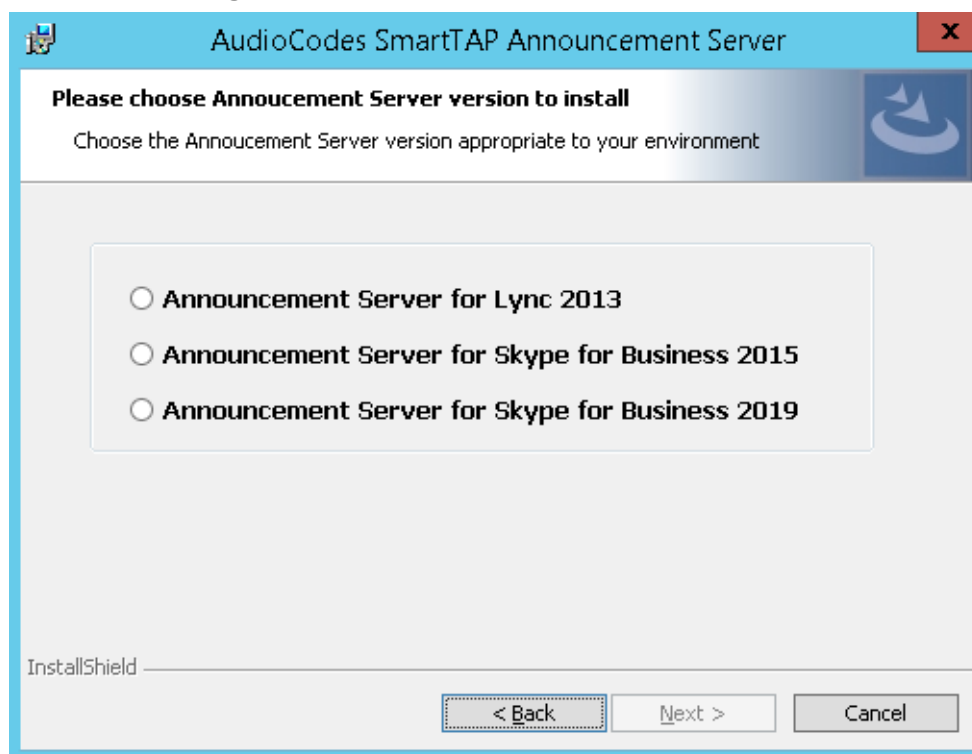 AudioCodes SmartTAP Announcement Server
Please choose Annoucement Server version to install
Choose the Annoucement Server version appropriate to your environment
Announcement Server for Lync 2013
Announcement Server for Skype for Business 2015
Announcement Server for Skype for Business 2019
InstallShield
< Back
Next >
Cancel